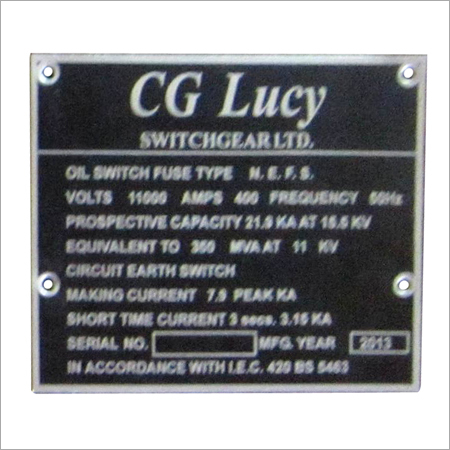 CG Lucy
SWITCHGEAR LTD.
OIL SWITCH FUSE TYPE N. E. F. S.
VOLTS 11000 AMPS 400 FREQUENCY 50Hz
PROSPECTIVE CAPACITY 21.9 KA AT 15.5 KV
EQUIVALENT TO 350 MVA AT 11 KV
CIRCUIT EARTH SWITCH
MAKING CURRENT 7.9 PEAK KA
SHORT TIME CURRENT 3 secs. 3.15 KA
SERIAL NO. MFG. YEAR 2013
IN ACCORDANCE WITH I.E.C. 420 BS 5463